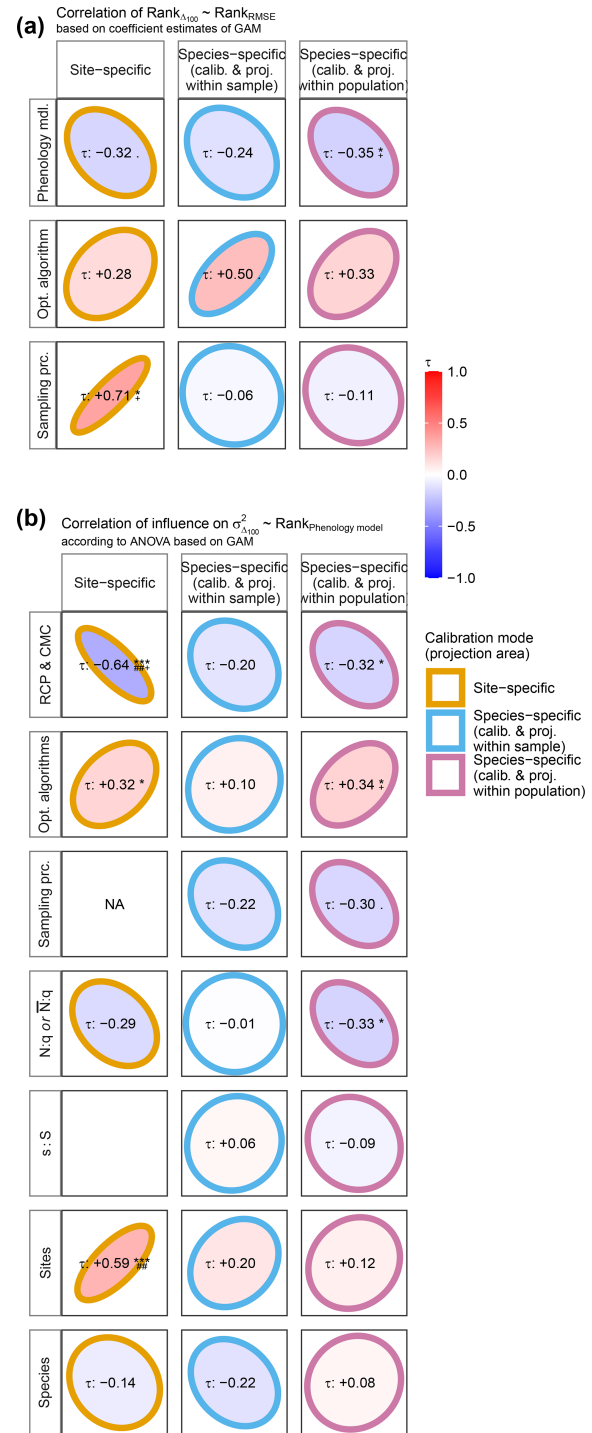 (a) Correlation of Rank_Δ100 ~ Rank_RMSE
based on coefficient estimates of GAM
Site−specific
Species−specific
(calib. & proj.
within sample)
Species−specific
(calib. & proj.
within population)
Phenology mdl.
τ: −0.32 .
τ: −0.24
τ: −0.35 *‡
Opt. algorithm
τ: +0.28
τ: +0.50 .
τ: +0.33
Sampling prc.
τ: +0.71 *‡
τ: −0.06
τ: −0.11
τ
1.0
0.5
0.0
−0.5
−1.0
(b) Correlation of influence on σ²_Δ100 ~ Rank_Phenology model
according to ANOVA based on GAM
Site−specific
Species−specific
(calib. & proj.
within sample)
Species−specific
(calib. & proj.
within population)
RCP & CMC
τ: −0.64 ***##‡
τ: −0.20
τ: −0.32 *
Opt. algorithms
τ: +0.32 *
τ: +0.10
τ: +0.34 *‡
Sampling prc.
NA
τ: −0.22
τ: −0.30 .
N:q or N̅:q
τ: −0.29
τ: −0.01
τ: −0.33 *
s : S
τ: +0.06
τ: −0.09
Sites
τ: +0.59 ***##
τ: +0.20
τ: +0.12
Species
τ: −0.14
τ: −0.22
τ: +0.08
Calibration mode
(projection area)
Site−specific
Species−specific
(calib. & proj.
within sample)
Species−specific
(calib. & proj.
within population)